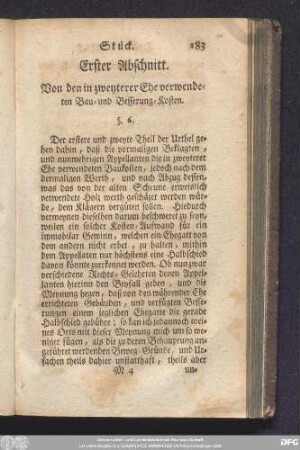 Stück. 183
Erster Abschnitt.
Von den in zweyterer Ehe verwende-
ten Bau- und Besserung-Kosten.
§. 6.
Der erstere und zweyte Theil der Urthel ge-
hen dahin, daß die vormaligen Beklagten,
und nunmehrigen Appellanten die in zweyterer
Ehe verwendeten Baukosten, jedoch nach dem
dermaligen Werth, und nach Abzug dessen,
was das von der alten Scheune erweislich
verwendete Holz werth geschätzt werden wür-
de, dem Klägern vergüten sollen. Hiedurch
vermeynen dieselben darum beschweret zu seyn,
weilen ein solcher Kosten-Aufwand für ein
immobilar Gewinn, welchen ein Ehegatt von
dem andern nicht erbet, zu halten, mithin
dem Appellaten nur höchstens eine Halbschied
davon könnte zuerkennet werden. Ob nun zwar
verschiedene Rechts-Gelehrten denen Appel-
lanten hierinn den Beyfall geben, und die
Meynung hegen, daß von den während der Ehe
errichteten Gebäuden, und verfügten Besse-
rungen einem jeglichen Ehegatte die gerade
Halbschied gebühre; so kan ich jedannoch mey-
nes Orts mit dieser Meynung mich um so we-
niger fügen, als die zu deren Behauptung an-
gerühret werdenden Beweg-Gründe, und Ur-
sachen theils dahier unstatthaft, theils aber
M 4